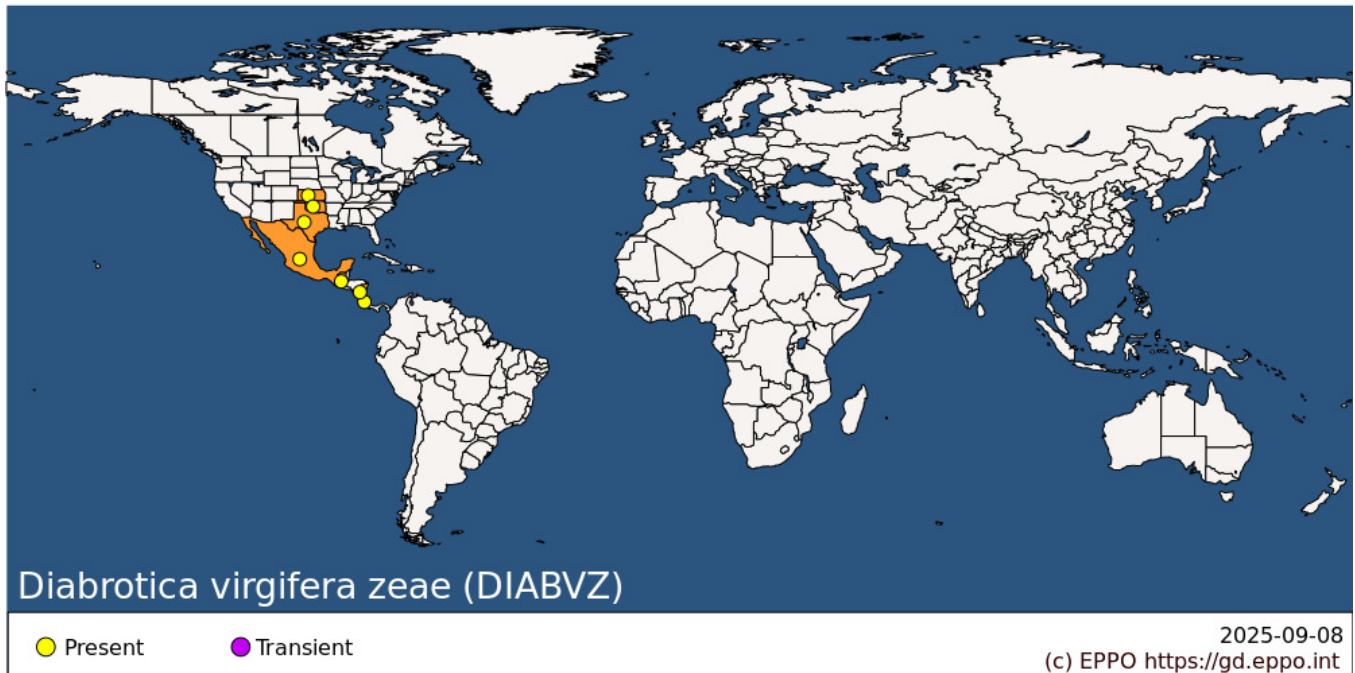 Diabrotica virgifera zeae (DIABVZ)
Present
Transient
2025-09-08
(c) EPPO https://gd.eppo.int